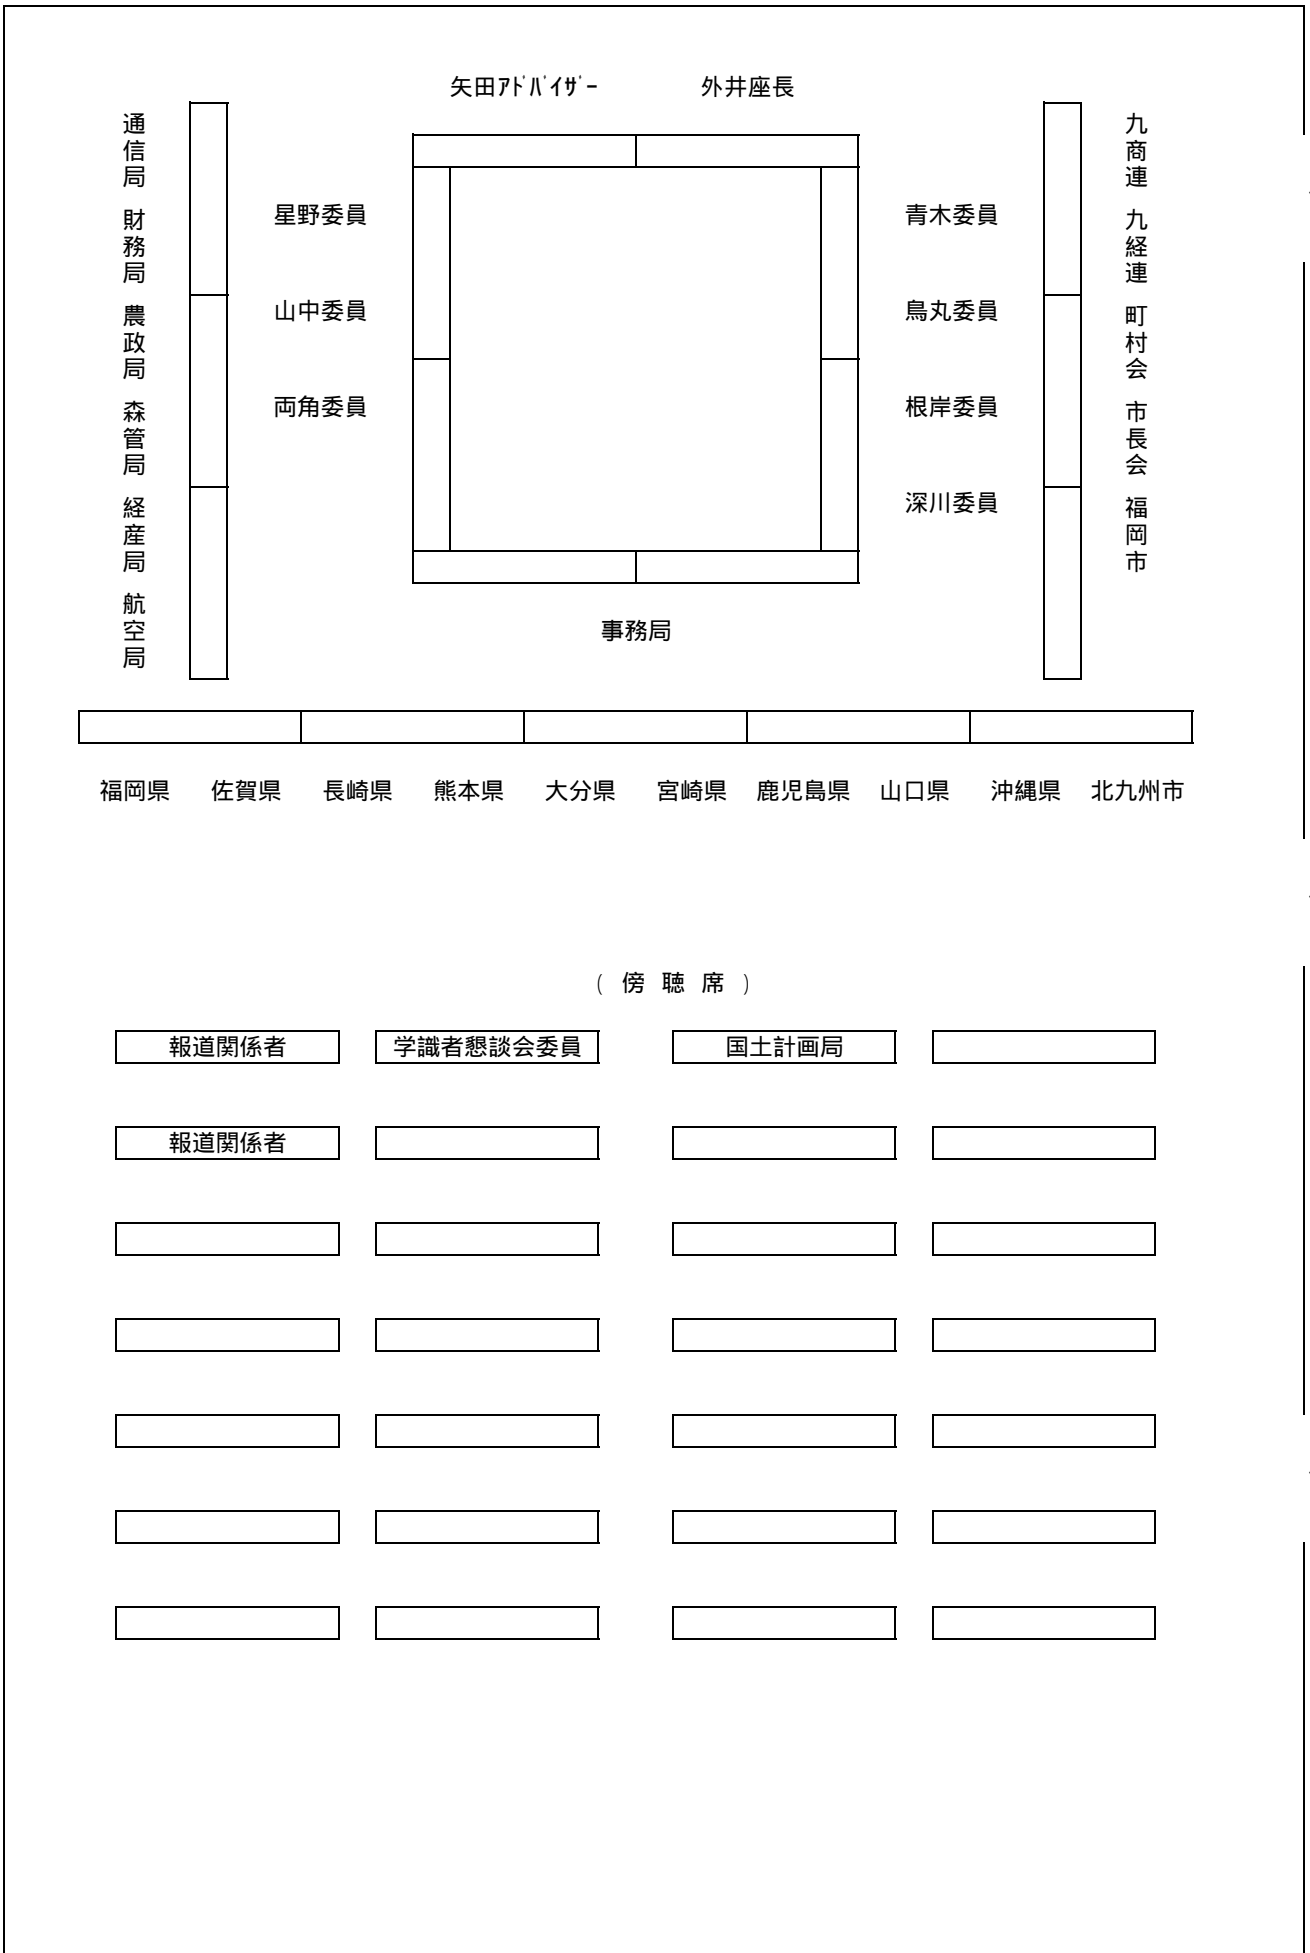 矢田ｱﾄﾞﾊﾞｲｻﾞｰ 外井座長
通信局
財務局
農政局
森管局
経産局
航空局
星野委員
山中委員
両角委員
青木委員
鳥丸委員
根岸委員
深川委員
九商連
九経連
町村会
市長会
福岡市
事務局
福岡県 佐賀県 長崎県 熊本県 大分県 宮崎県 鹿児島県 山口県 沖縄県 北九州市
( 傍 聴 席 )
報道関係者 学識者懇談会委員 国土計画局
報道関係者